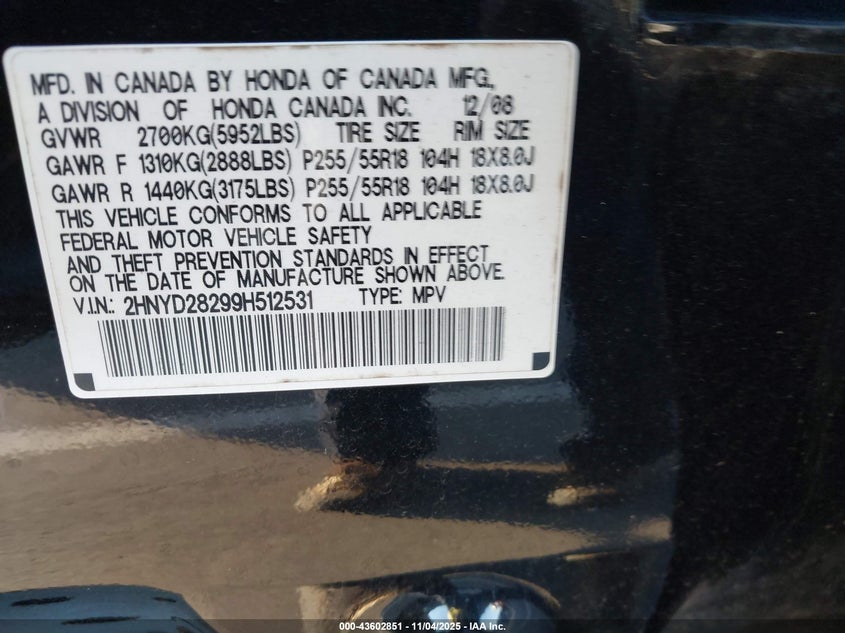 MFD. IN CANADA BY HONDA OF CANADA MFG.,
A DIVISION OF HONDA CANADA INC. 12/08
GVWR 2700KG(5952LBS) TIRE SIZE RIM SIZE
GAWR F 1310KG(2888LBS) P255/55R18 104H 18X8.0J
GAWR R 1440KG(3175LBS) P255/55R18 104H 18X8.0J
THIS VEHICLE CONFORMS TO ALL APPLICABLE
FEDERAL MOTOR VEHICLE SAFETY
AND THEFT PREVENTION STANDARDS IN EFFECT
ON THE DATE OF MANUFACTURE SHOWN ABOVE.
V.I.N.: 2HNYD28299H512531 TYPE: MPV
000-43602851 - 11/04/2025 - IAA Inc.